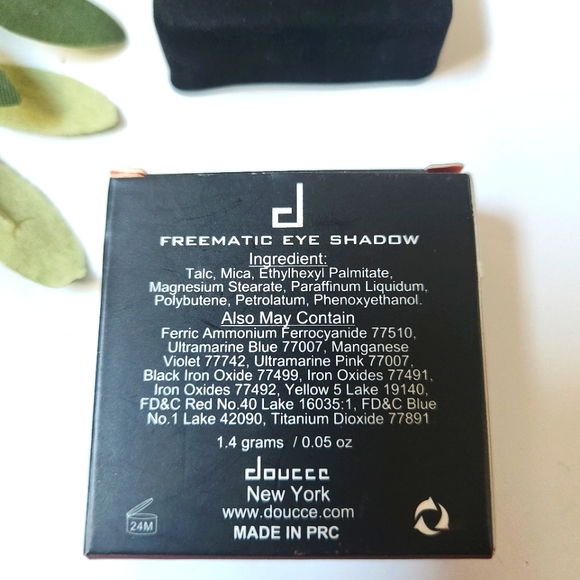 d
FREEMATIC EYE SHADOW
Ingredient:
Talc, Mica, Ethylhexyl Palmitate,
Magnesium Stearate, Paraffinum Liquidum,
Polybutene, Petrolatum, Phenoxyethanol.
Also May Contain
Ferric Ammonium Ferrocyanide 77510,
Ultramarine Blue 77007, Manganese
Violet 77742, Ultramarine Pink 77007,
Black Iron Oxide 77499, Iron Oxides 77491,
Iron Oxides 77492, Yellow 5 Lake 19140,
FD&C Red No.40 Lake 16035:1, FD&C Blue
No.1 Lake 42090, Titanium Dioxide 77891
1.4 grams / 0.05 oz
doucce
New York
www.doucce.com
MADE IN PRC
24M